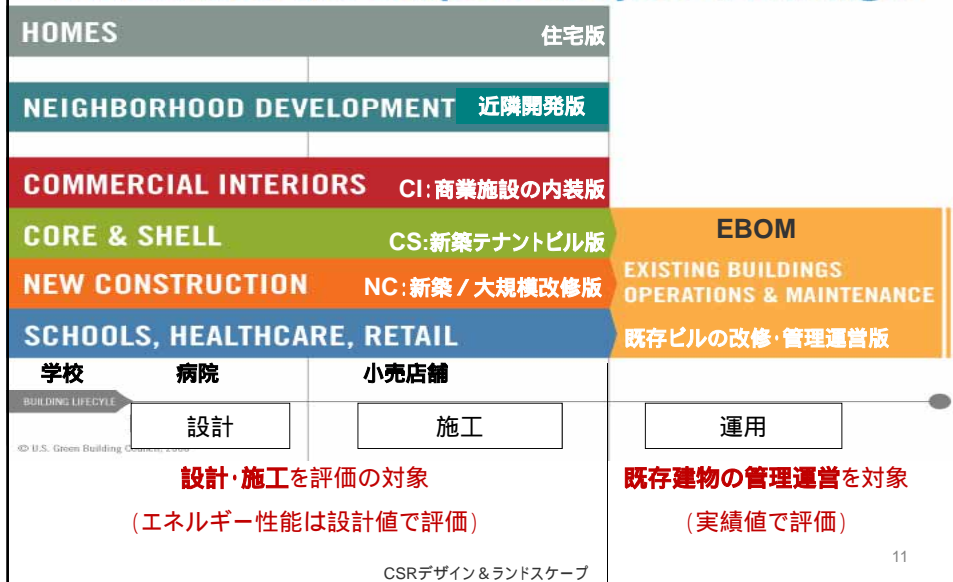 HOMES 住宅版
NEIGHBORHOOD DEVELOPMENT 近隣開発版
COMMERCIAL INTERIORS CI:商業施設の内装版
CORE & SHELL CS:新築テナントビル版
NEW CONSTRUCTION NC:新築/大規模改修版
SCHOOLS, HEALTHCARE, RETAIL
EBOM
EXISTING BUILDINGS
OPERATIONS & MAINTENANCE
既存ビルの改修・管理運営版
学校 病院 小売店舗
BUILDING LIFECYLE
設計 施工 運用
© U.S. Green Building
設計・施工を評価の対象
(エネルギー性能は設計値で評価)
既存建物の管理運営を対象
(実績値で評価)
CSRデザイン&ランドスケープ
11